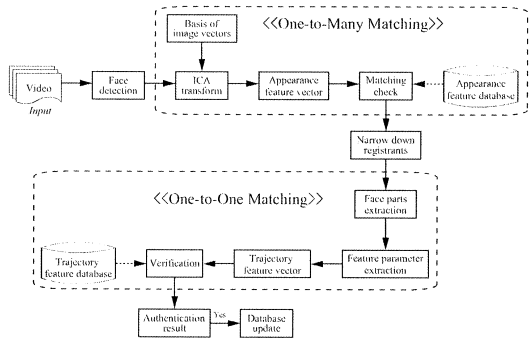 <<One-to-Many Matching>>
Basis of
image vectors
Video
Input
Face
detection
ICA
transform
Appearance
feature vector
Matching
check
Appearance
feature database
Narrow down
registrants
<<One-to-One Matching>>
Face parts
extraction
Trajectory
feature database
Verification
Trajectory
feature vector
Feature parameter
extraction
Authentication
result
Yes
Database
update